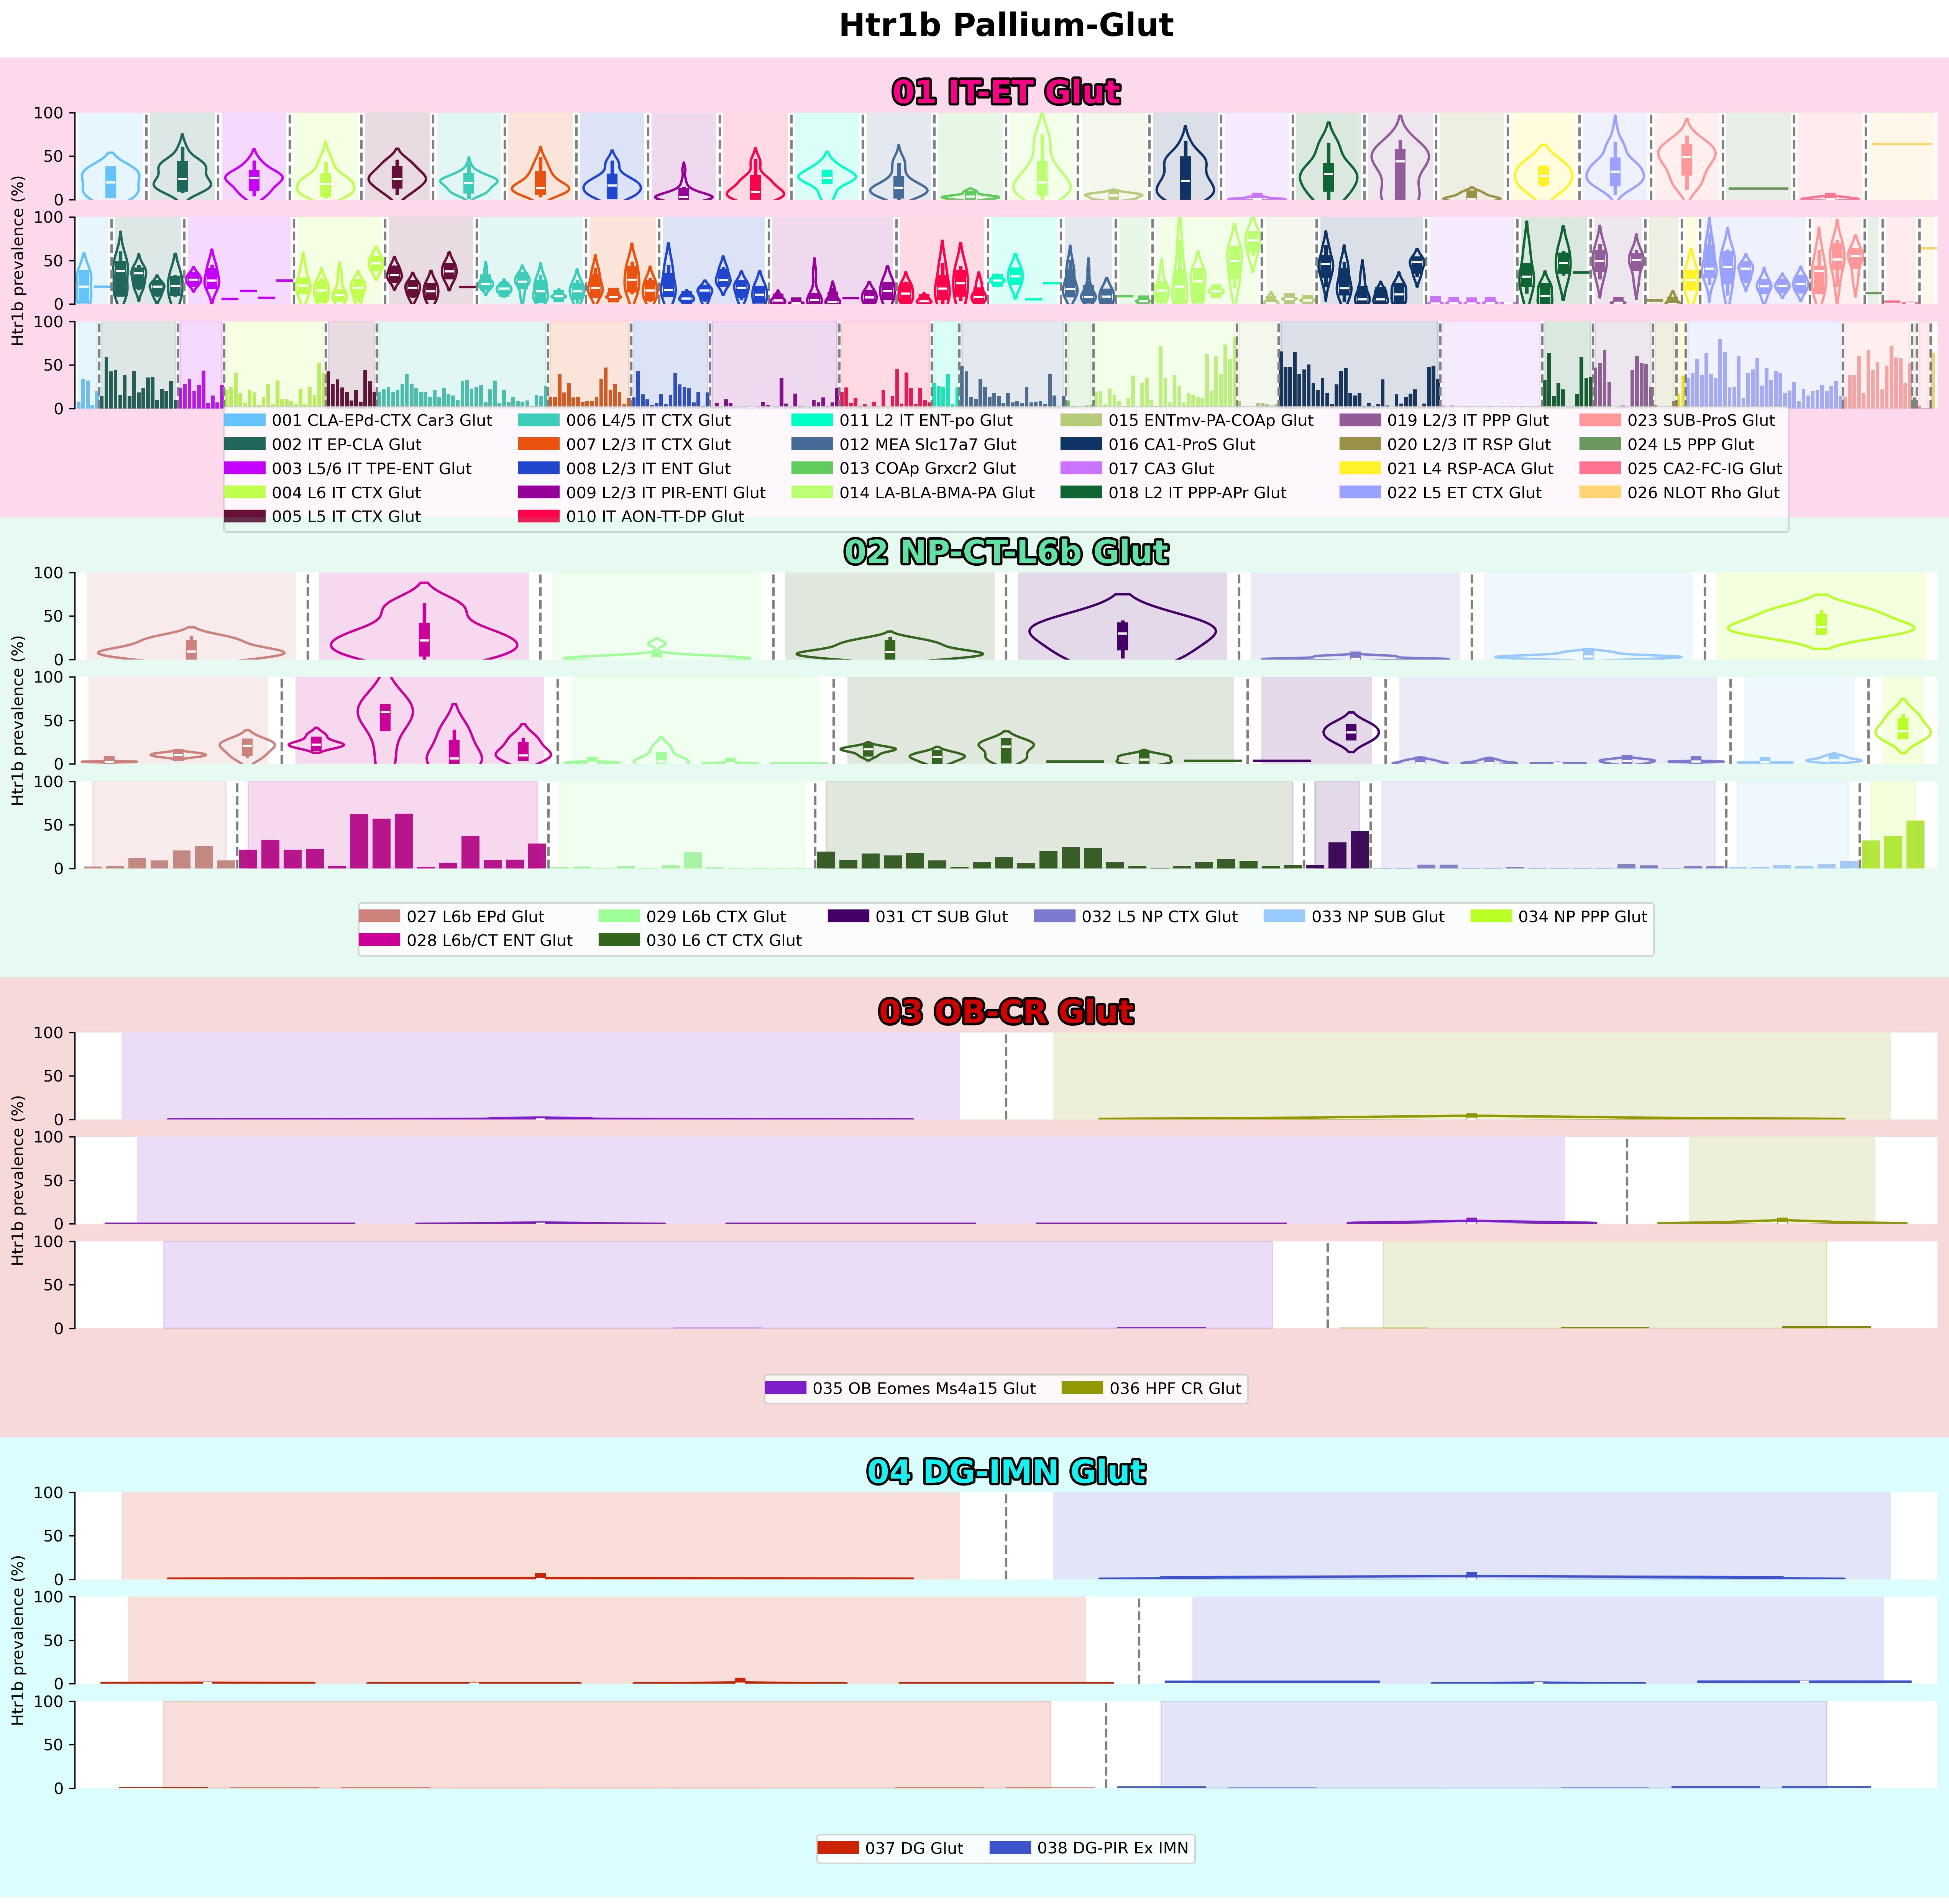 Htr1b Pallium-Glut
01 IT-ET Glut
Htr1b prevalence (%)
100
50
0
100
50
0
100
50
0
001 CLA-EPd-CTX Car3 Glut
002 IT EP-CLA Glut
003 L5/6 IT TPE-ENT Glut
004 L6 IT CTX Glut
005 L5 IT CTX Glut
006 L4/5 IT CTX Glut
007 L2/3 IT CTX Glut
008 L2/3 IT ENT Glut
009 L2/3 IT PIR-ENTl Glut
010 IT AON-TT-DP Glut
011 L2 IT ENT-po Glut
012 MEA Slc17a7 Glut
013 COAp Grxcr2 Glut
014 LA-BLA-BMA-PA Glut
015 ENTmv-PA-COAp Glut
016 CA1-ProS Glut
017 CA3 Glut
018 L2 IT PPP-APr Glut
019 L2/3 IT PPP Glut
020 L2/3 IT RSP Glut
021 L4 RSP-ACA Glut
022 L5 ET CTX Glut
023 SUB-ProS Glut
024 L5 PPP Glut
025 CA2-FC-IG Glut
026 NLOT Rho Glut
02 NP-CT-L6b Glut
Htr1b prevalence (%)
100
50
0
100
50
0
100
50
0
027 L6b EPd Glut
028 L6b/CT ENT Glut
029 L6b CTX Glut
030 L6 CT CTX Glut
031 CT SUB Glut
032 L5 NP CTX Glut
033 NP SUB Glut
034 NP PPP Glut
03 OB-CR Glut
Htr1b prevalence (%)
100
50
0
100
50
0
100
50
0
035 OB Eomes Ms4a15 Glut
036 HPF CR Glut
04 DG-IMN Glut
Htr1b prevalence (%)
100
50
0
100
50
0
100
50
0
037 DG Glut
038 DG-PIR Ex IMN